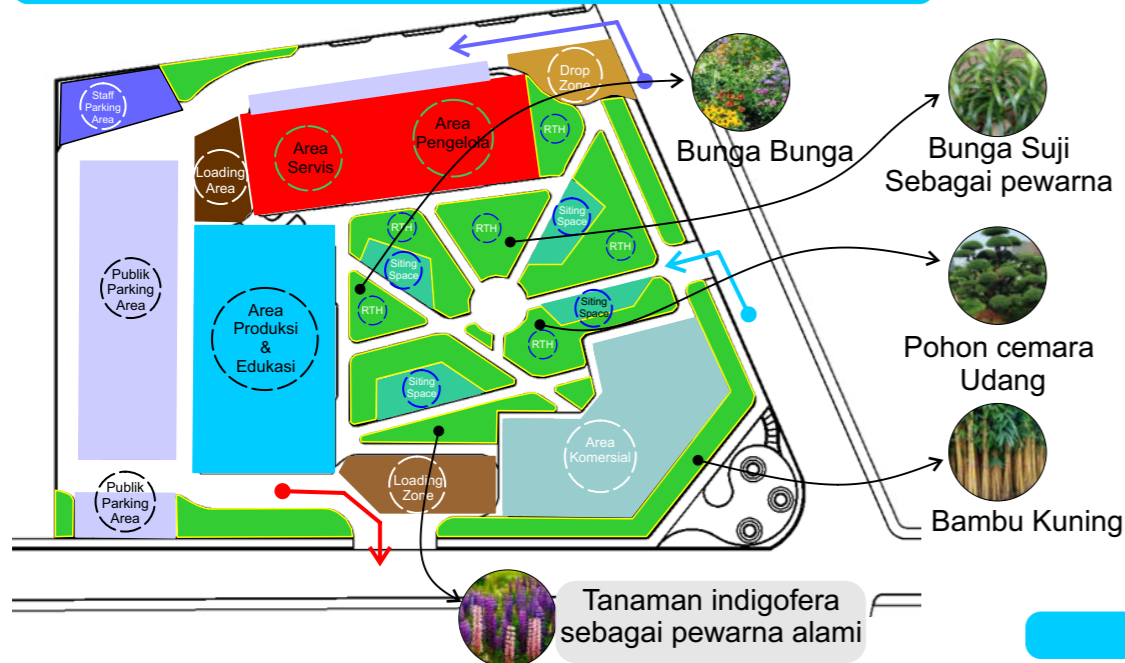 Staff
Parking
Area
Drop
Zone
Area
Servis
Area
Pengelola
RTH
Loading
Area
Bunga Bunga
Bunga Suji
Sebagai pewarna
RTH
Siting
Space
RTH
RTH
Siting
Space
Publik
Parking
Area
Area
Produksi
&
Edukasi
RTH
Siting
Space
RTH
Pohon cemara
Udang
Siting
Space
Area
Komersial
Loading
Zone
Publik
Parking
Area
Bambu Kuning
Tanaman indigofera
sebagai pewarna alami